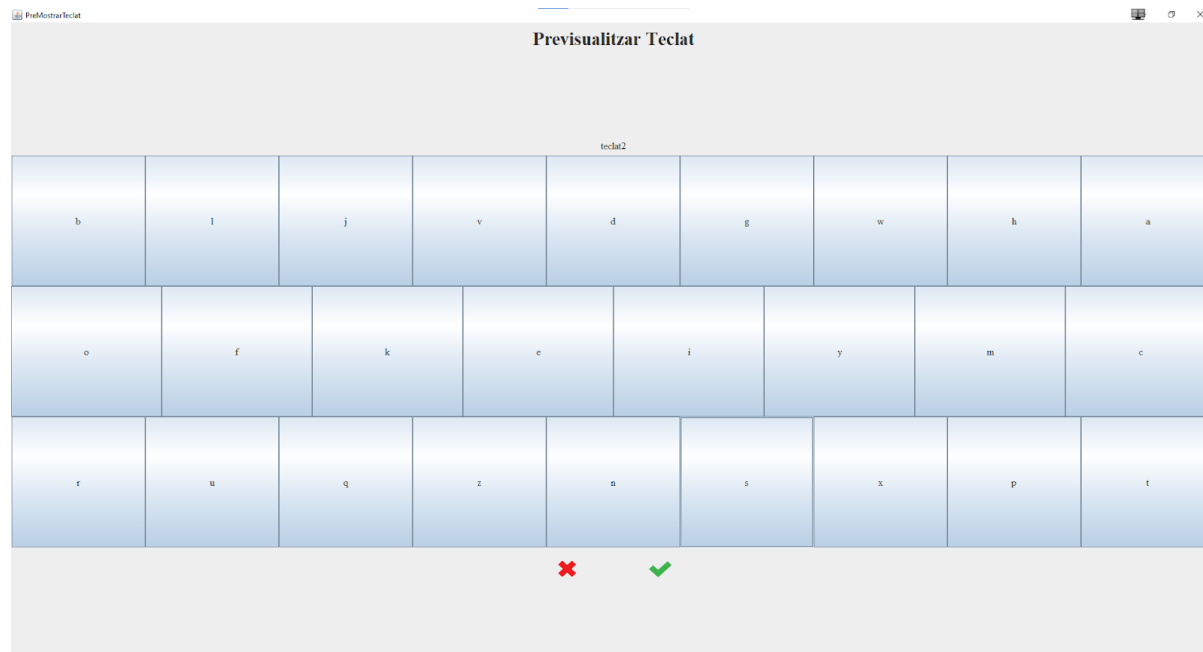 PreMostrarTeclat
Previsualitzar Teclat
teclat2
b l j v d g w h a
o f k e i y m c
r u q z n s x p t